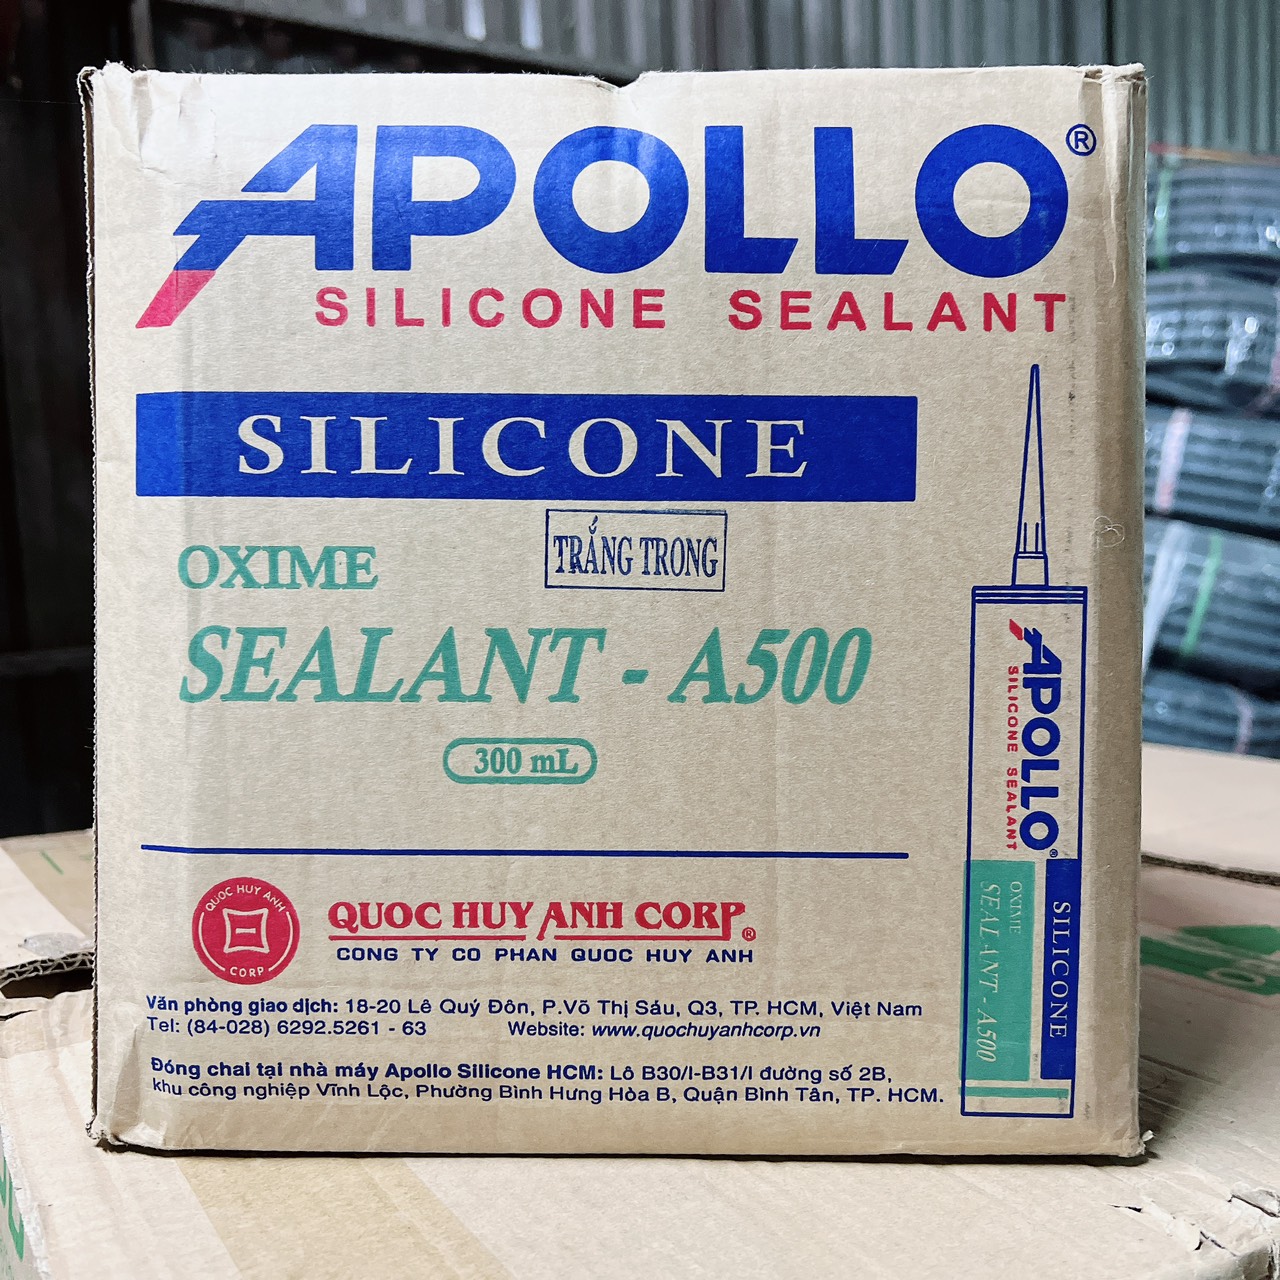 APOLLO®
SILICONE SEALANT
SILICONE
OXIME
TRẮNG TRONG
SEALANT - A500
300 mL
APOLLO®
SILICONE SEALANT
SILICONE
OXIME
SEALANT - A500
QUOC HUY ANH
CORP
QUOC HUY ANH CORP.®
CONG TY CO PHAN QUOC HUY ANH
Văn phòng giao dịch: 18-20 Lê Quý Đôn, P.Võ Thị Sáu, Q3, TP. HCM, Việt Nam
Tel: (84-028) 6292.5261 - 63 Website: www.quochuyanhcorp.vn
Đóng chai tại nhà máy Apollo Silicone HCM: Lô B30/I-B31/I đường số 2B,
khu công nghiệp Vĩnh Lộc, Phường Bình Hưng Hòa B, Quận Bình Tân, TP. HCM.